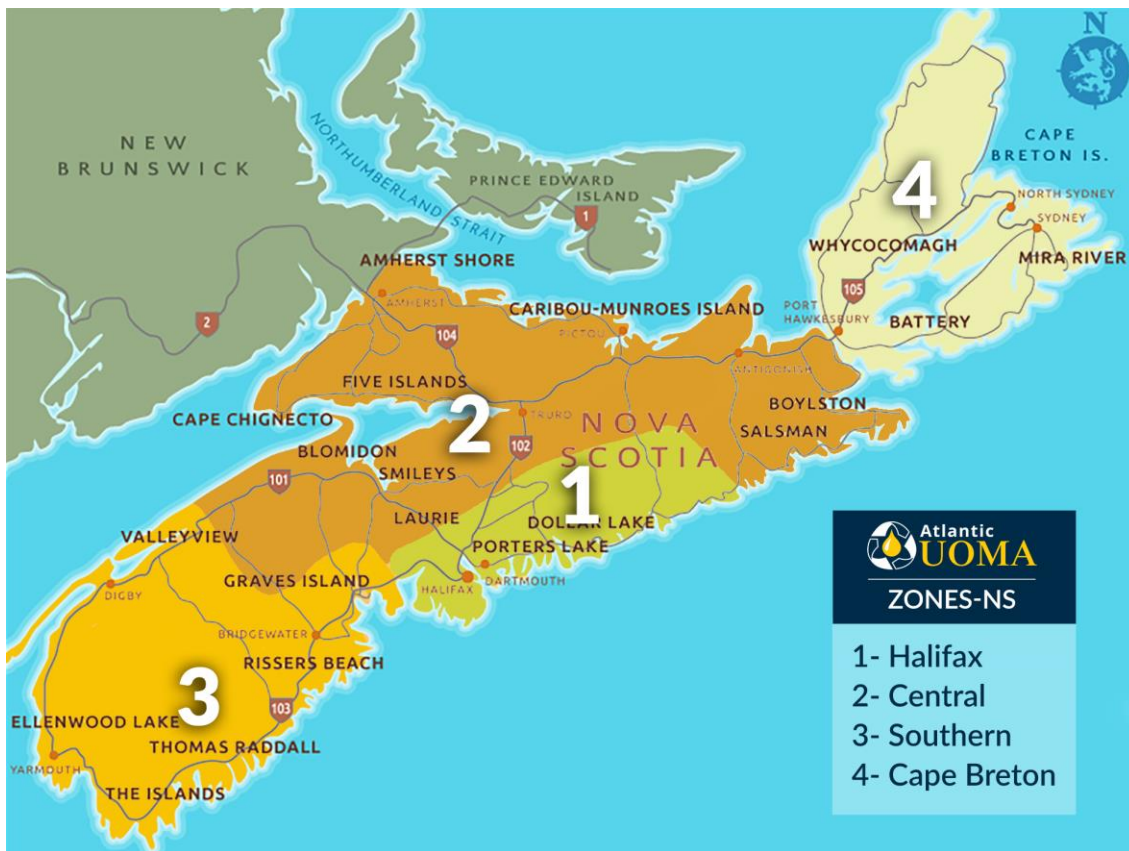 N
NEW
BRUNSWICK
NORTHUMBERLAND STRAIT
PRINCE EDWARD
ISLAND
1
CAPE
BRETON IS.
4
NORTH SYDNEY
SYDNEY
WHYCOCOMAGH
MIRA RIVER
AMHERST SHORE
AMHERST
CARIBOU-MUNROES ISLAND
PICTOU
105
PORT
HAWKESBURY
BATTERY
2
104
ANTIGONISH
FIVE ISLANDS
CAPE CHIGNECTO
2
TRURO
NOVA
SCOTIA
BOYLSTON
SALSMAN
BLOMIDON
102
SMILEYS
101
1
LAURIE
DOLLAR LAKE
VALLEYVIEW
PORTERS LAKE
GRAVES ISLAND
DARTMOUTH
HALIFAX
DIGBY
BRIDGEWATER
RISSERS BEACH
3
103
ELLENWOOD LAKE
THOMAS RADDALL
YARMOUTH
THE ISLANDS
Atlantic
UOMA
ZONES-NS
1- Halifax
2- Central
3- Southern
4- Cape Breton